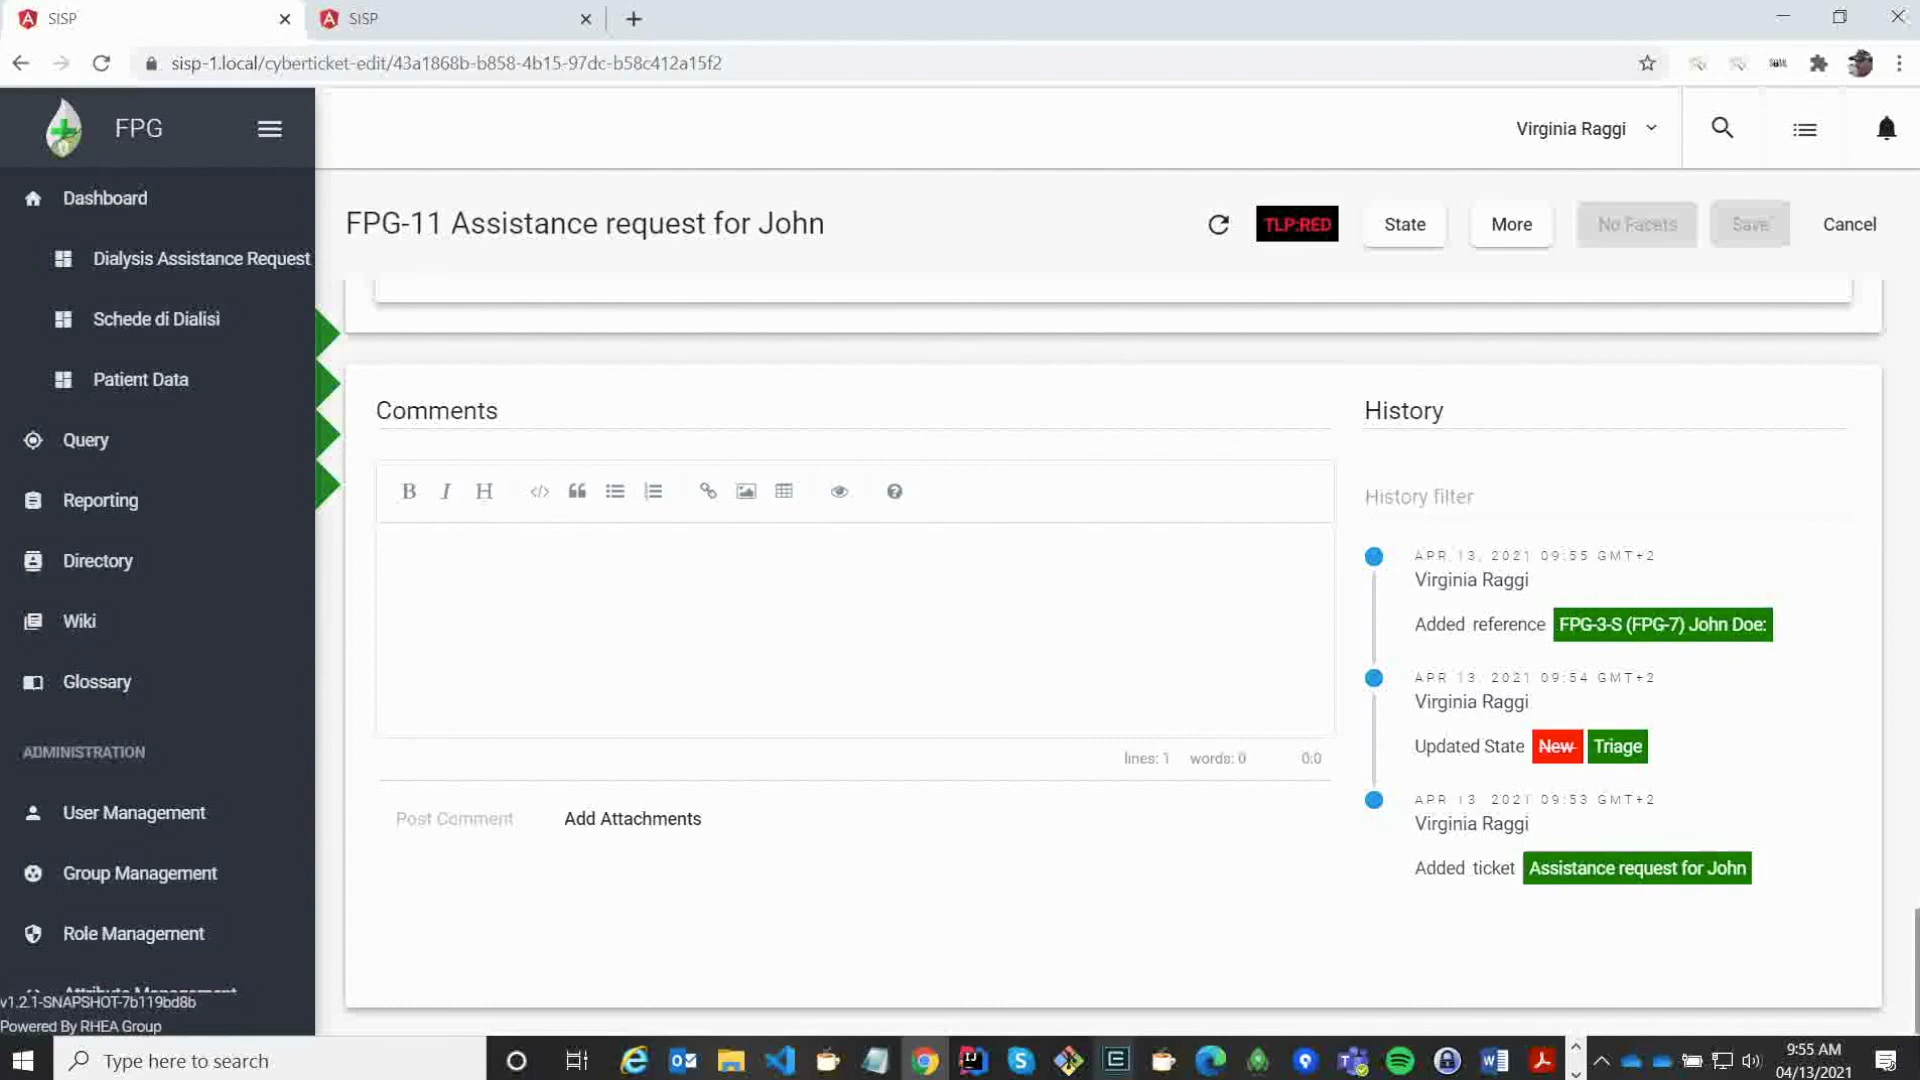 SISP
SISP
sisp-1.local/cyberticket-edit/43a1868b-b858-4b15-97dc-b58c412a15f2
FPG
Virginia Raggi
Dashboard
Dialysis Assistance Request
Schede di Dialisi
Patient Data
Query
Reporting
Directory
Wiki
Glossary
ADMINISTRATION
User Management
Group Management
Role Management
Attribute Management
v1.2.1-SNAPSHOT-7b119bd8b
Powered By RHEA Group
FPG-11 Assistance request for John
TLP:RED
State
More
No Facets
Save
Cancel
Comments
B I H
lines: 1 words: 0 0:0
Post Comment
Add Attachments
History
History filter
APR 13, 2021 09:55 GMT+2
Virginia Raggi
Added reference FPG-3-S (FPG-7) John Doe:
APR 13, 2021 09:54 GMT+2
Virginia Raggi
Updated State New Triage
APR 13, 2021 09:53 GMT+2
Virginia Raggi
Added ticket Assistance request for John
Type here to search
9:55 AM
04/13/2021